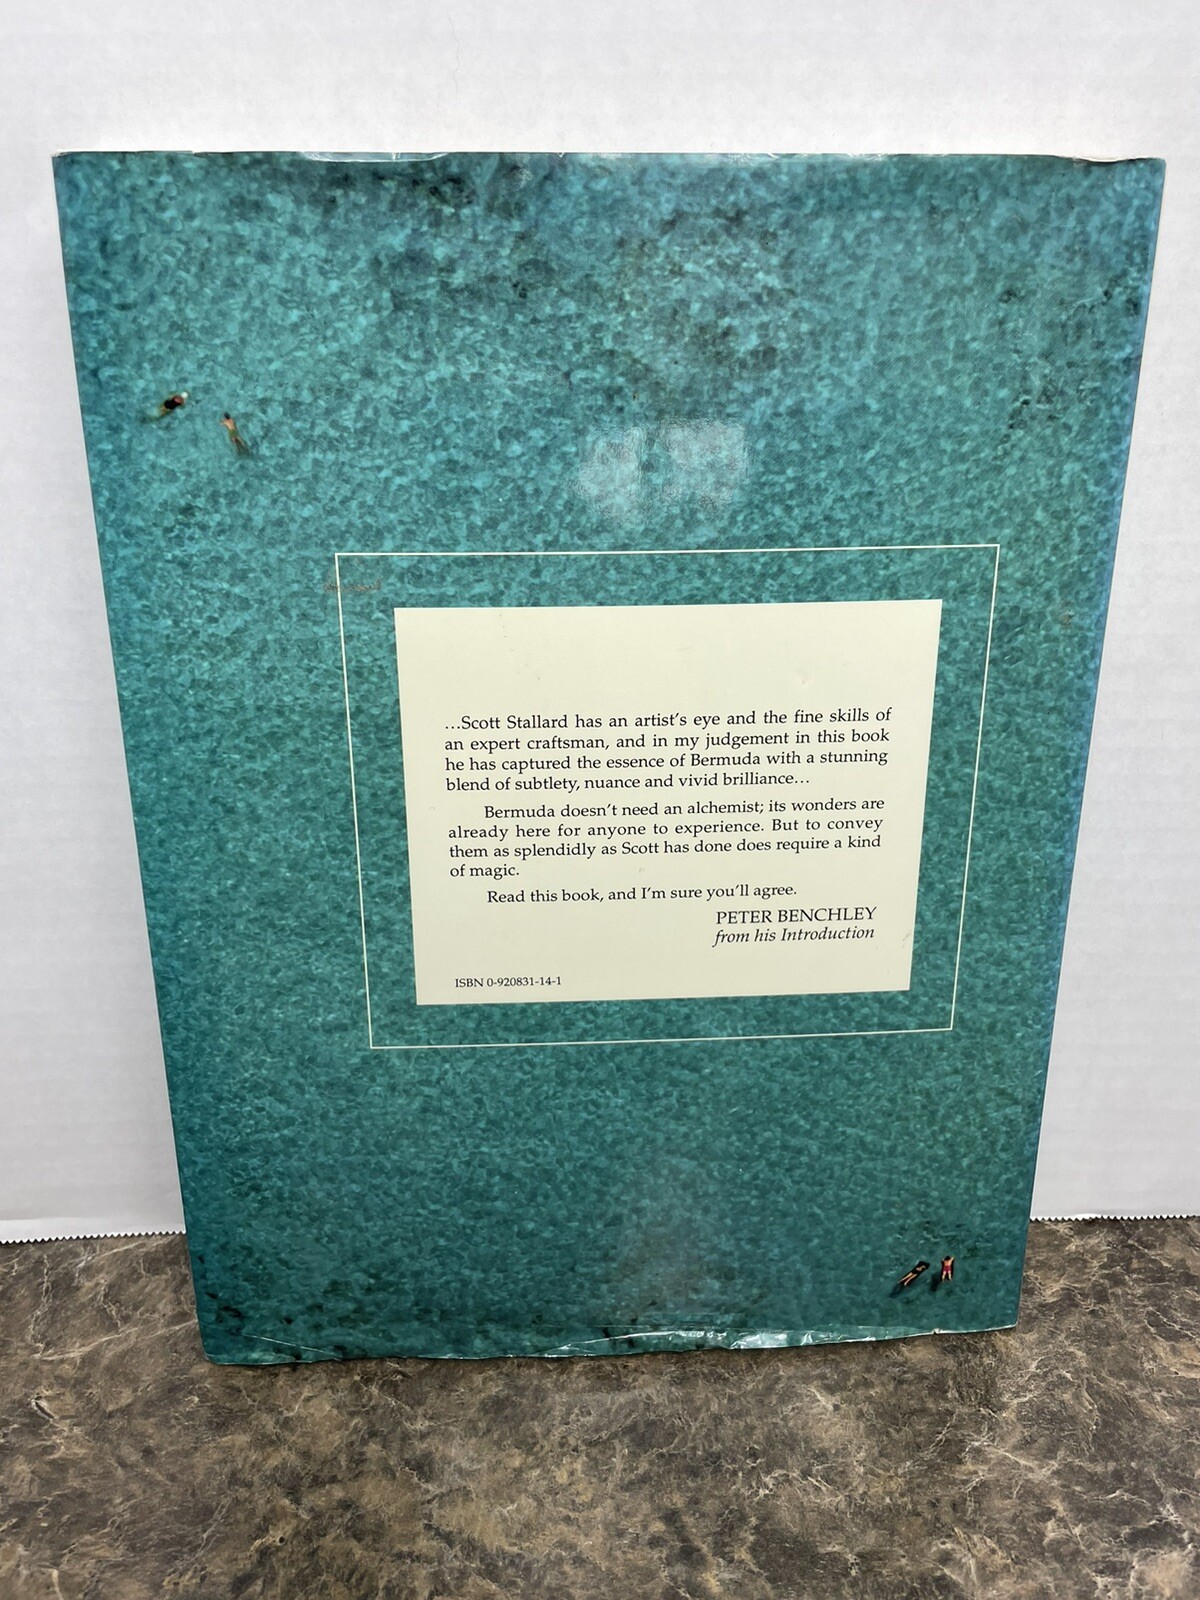 ...Scott Stallard has an artist's eye and the fine skills of
an expert craftsman, and in my judgement in this book
he has captured the essence of Bermuda with a stunning
blend of subtlety, nuance and vivid brilliance...
Bermuda doesn't need an alchemist; its wonders are
already here for anyone to experience. But to convey
them as splendidly as Scott has done does require a kind
of magic.
Read this book, and I'm sure you'll agree.
PETER BENCHLEY
from his Introduction
ISBN 0-920831-14-1